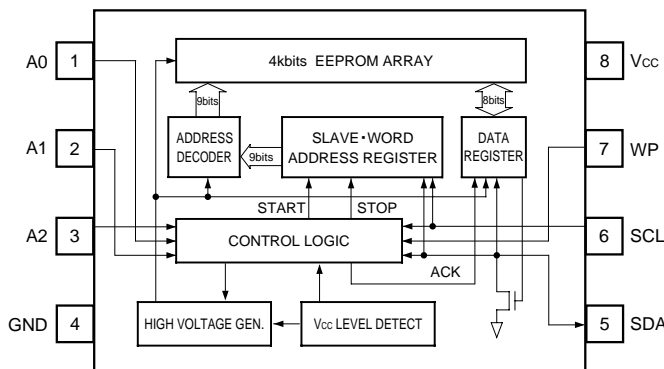 A0 1
4kbits EEPROM ARRAY
8 Vcc
9bits
8bits
A1 2
ADDRESS
DECODER
9bits
SLAVE・WORD
ADDRESS REGISTER
DATA
REGISTER
7 WP
START
STOP
A2 3
CONTROL LOGIC
6 SCL
ACK
GND 4
HIGH VOLTAGE GEN.
Vcc LEVEL DETECT
5 SDA